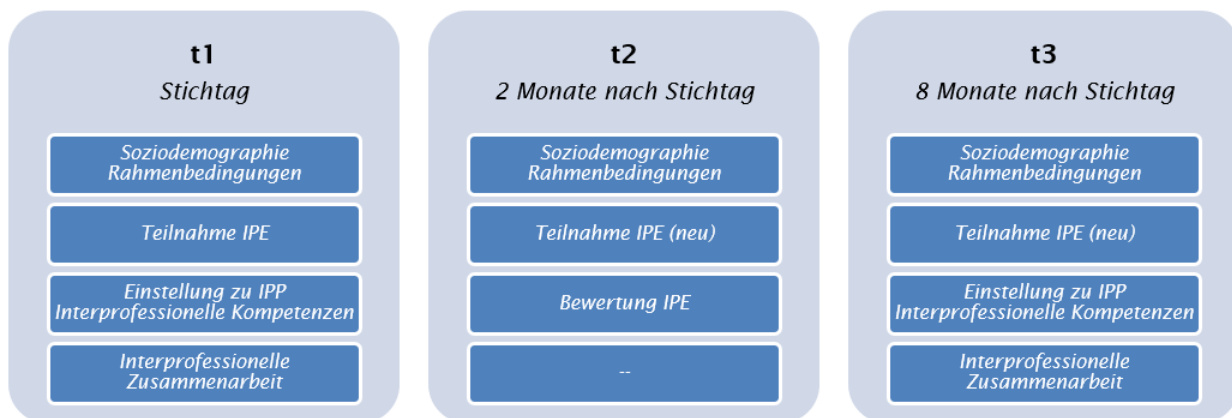 t1
Stichtag
Soziodemographie
Rahmenbedingungen
Teilnahme IPE
Einstellung zu IPP
Interprofessionelle Kompetenzen
Interprofessionelle
Zusammenarbeit
t2
2 Monate nach Stichtag
Soziodemographie
Rahmenbedingungen
Teilnahme IPE (neu)
Bewertung IPE
--
t3
8 Monate nach Stichtag
Soziodemographie
Rahmenbedingungen
Teilnahme IPE (neu)
Einstellung zu IPP
Interprofessionelle Kompetenzen
Interprofessionelle
Zusammenarbeit